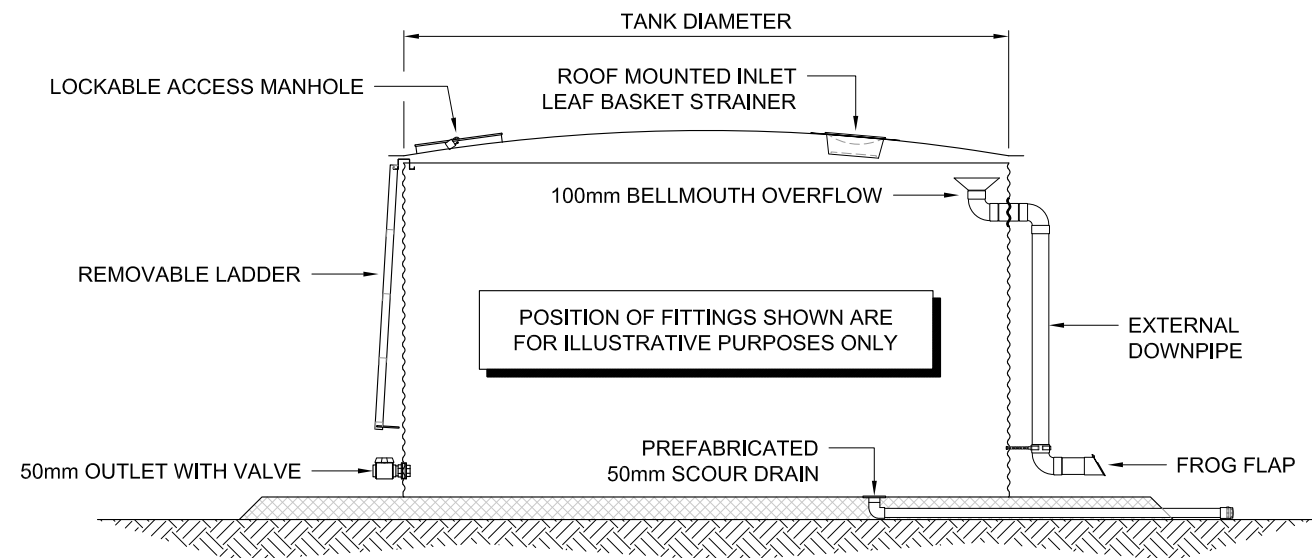 TANK DIAMETER
LOCKABLE ACCESS MANHOLE
ROOF MOUNTED INLET
LEAF BASKET STRAINER
100mm BELLMOUTH OVERFLOW
REMOVABLE LADDER
POSITION OF FITTINGS SHOWN ARE
FOR ILLUSTRATIVE PURPOSES ONLY
EXTERNAL
DOWNPIPE
50mm OUTLET WITH VALVE
PREFABRICATED
50mm SCOUR DRAIN
FROG FLAP